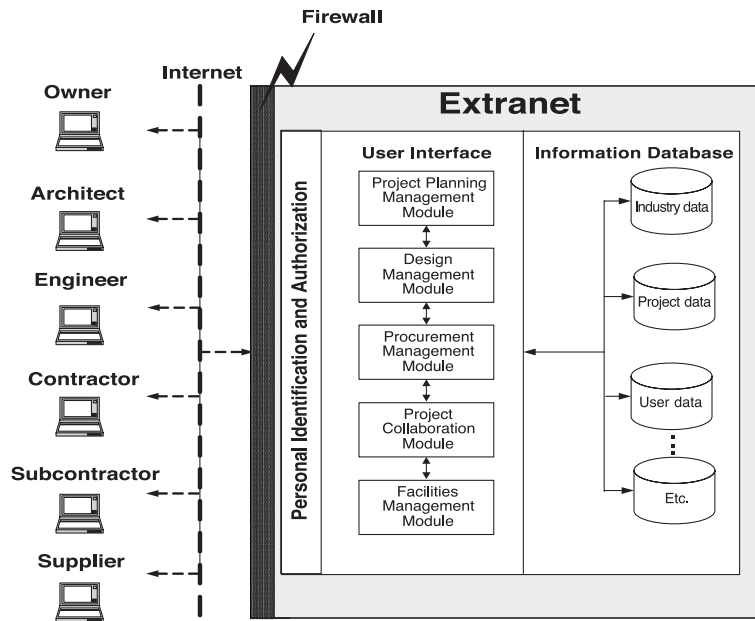 Firewall
Internet
Owner
Architect
Engineer
Contractor
Subcontractor
Supplier
Extranet
Personal Identification and Authorization
User Interface
Project Planning
Management
Module
Design
Management
Module
Procurement
Management
Module
Project
Collaboration
Module
Facilities
Management
Module
Information Database
Industry data
Project data
User data
Etc.